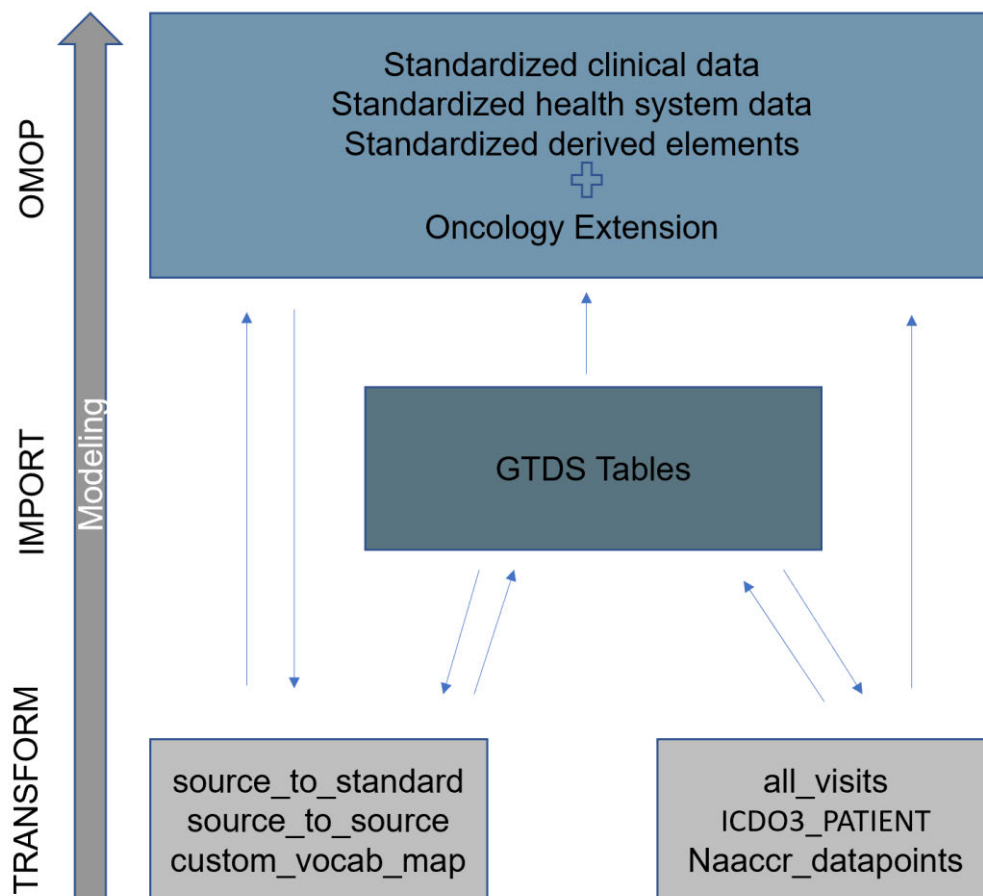 OMOP
Standardized clinical data
Standardized health system data
Standardized derived elements
Oncology Extension
Modeling
IMPORT
GTDS Tables
TRANSFORM
source_to_standard
source_to_source
custom_vocab_map
all_visits
ICDO3_PATIENT
Naaccr_datapoints